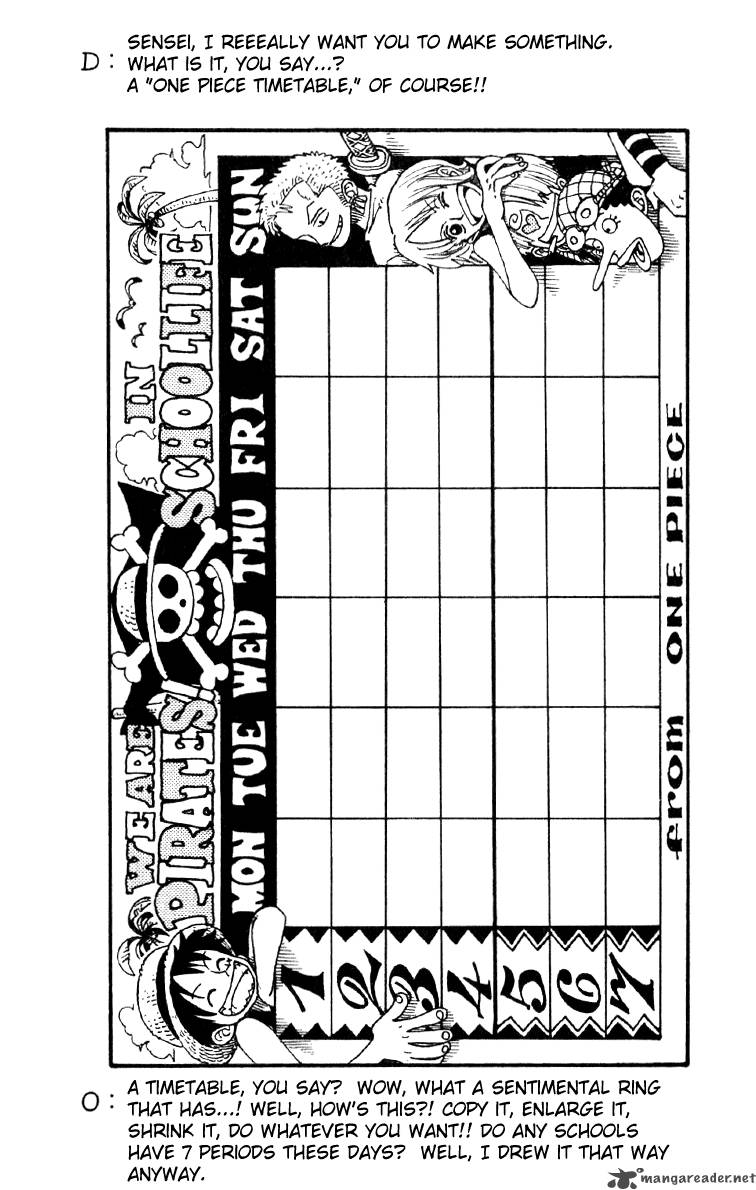 D: SENSEI, I REEEALLY WANT YOU TO MAKE SOMETHING.
WHAT IS IT, YOU SAY...?
A "ONE PIECE TIMETABLE," OF COURSE!!
WE ARE
PIRATES!!
IN
SCHOOLLIFE
MON TUE WED THU FRI SAT SUN
1
2
3
4
5
6
7
from ONE PIECE
O: A TIMETABLE, YOU SAY? WOW, WHAT A SENTIMENTAL RING
THAT HAS...! WELL, HOW'S THIS?! COPY IT, ENLARGE IT,
SHRINK IT, DO WHATEVER YOU WANT!! DO ANY SCHOOLS
HAVE 7 PERIODS THESE DAYS? WELL, I DREW IT THAT WAY
ANYWAY.
mangareader.net